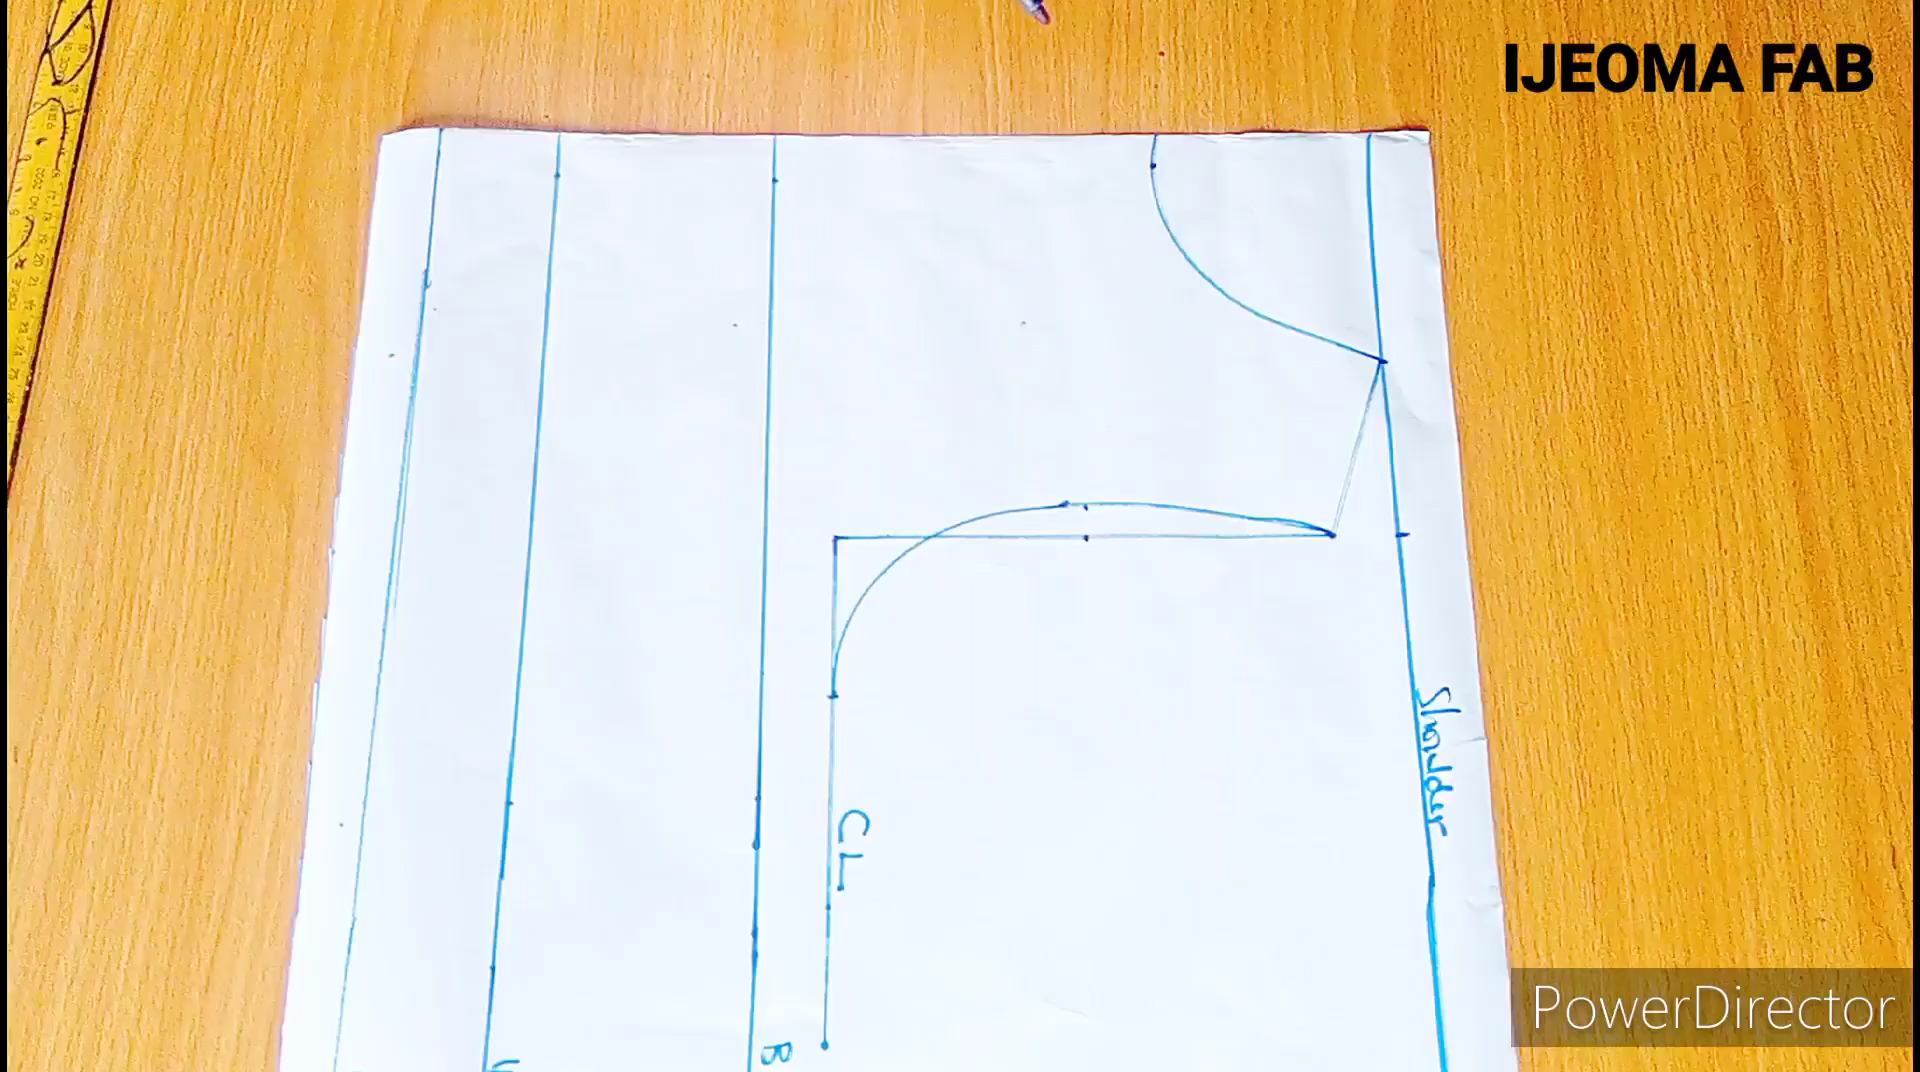 IJEOMA FAB
Shoulder
CL
B
PowerDirector